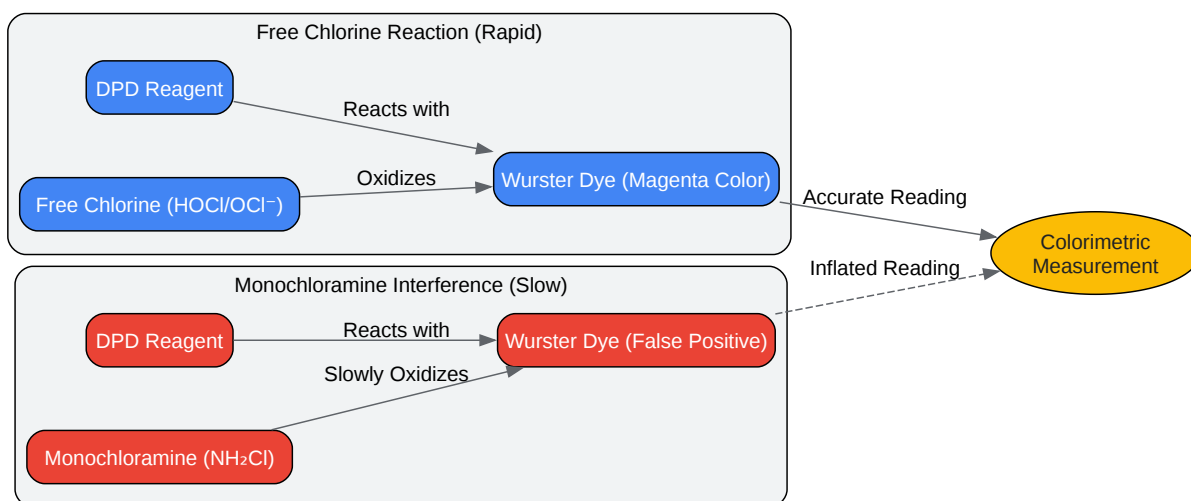 Free Chlorine Reaction (Rapid)
DPD Reagent
Reacts with
Free Chlorine (HOCl/OCl⁻)
Oxidizes
Wurster Dye (Magenta Color)
Accurate Reading
Monochloramine Interference (Slow)
DPD Reagent
Reacts with
Wurster Dye (False Positive)
Slowly Oxidizes
Monochloramine (NH₂Cl)
Inflated Reading
Colorimetric
Measurement